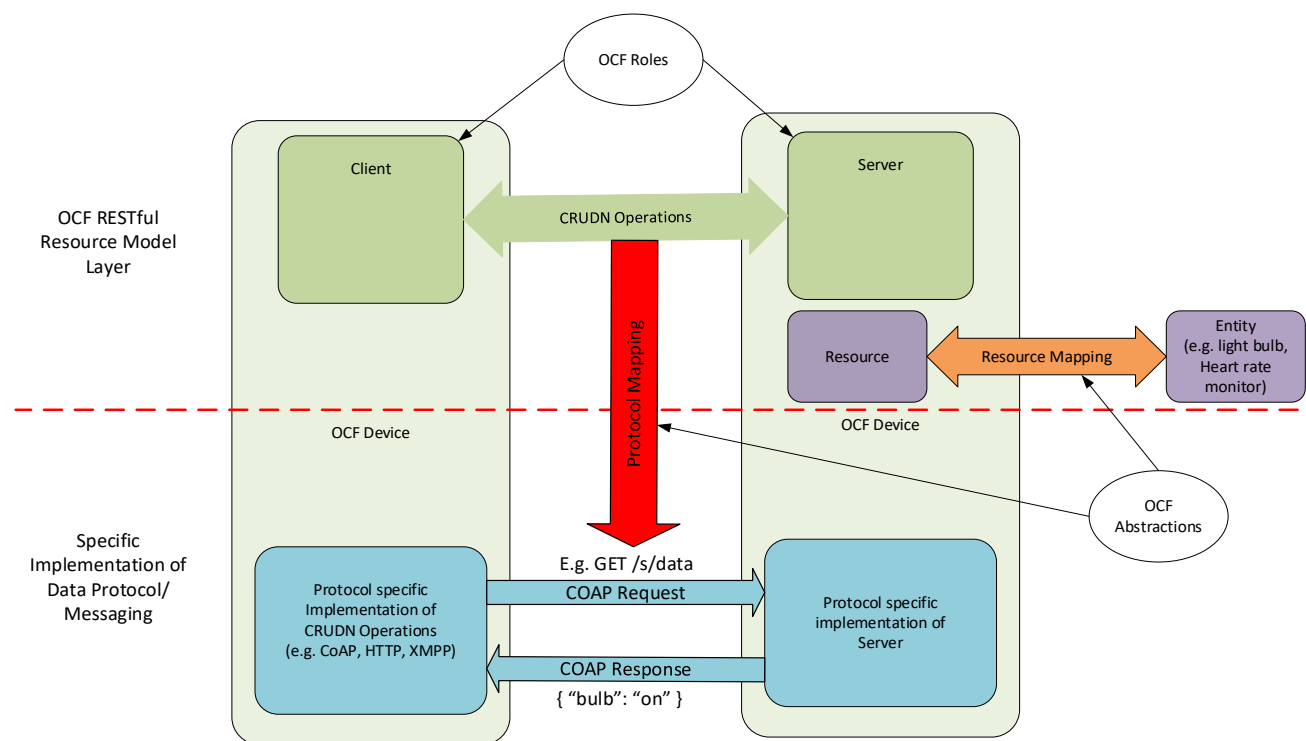 OCF Roles
Client
Server
OCF RESTful
Resource Model
Layer
CRUDN Operations
Protocol Mapping
Resource
Resource Mapping
Entity
(e.g. light bulb,
Heart rate
monitor)
OCF Device
OCF Device
OCF
Abstractions
Specific
Implementation of
Data Protocol/
Messaging
E.g. GET /s/data
COAP Request
Protocol specific
Implementation of
CRUDN Operations
(e.g. CoAP, HTTP, XMPP)
Protocol specific
implementation of
Server
COAP Response
{ “bulb”: “on” }